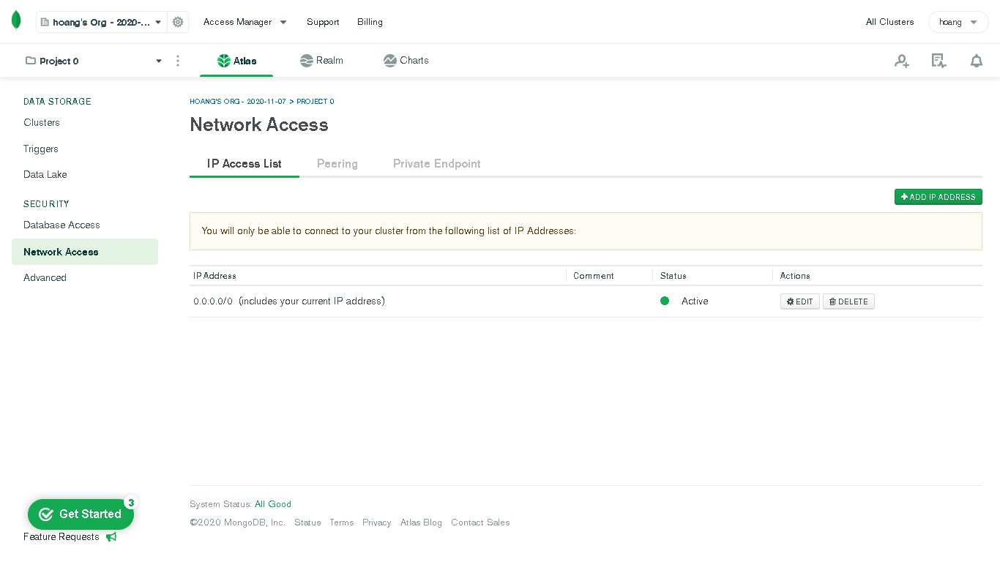 hoang's Org - 2020-...
Access Manager
Support
Billing
All Clusters
hoang
Project 0
Atlas
Realm
Charts
DATA STORAGE
Clusters
Triggers
Data Lake
SECURITY
Database Access
Network Access
Advanced
HOANG'S ORG - 2020-11-07 > PROJECT 0
Network Access
IP Access List
Peering
Private Endpoint
ADD IP ADDRESS
You will only be able to connect to your cluster from the following list of IP Addresses:
IP Address Comment Status Actions
0.0.0.0/0 (includes your current IP address) Active EDIT DELETE
System Status: All Good
©2020 MongoDB, Inc. Status Terms Privacy Atlas Blog Contact Sales
Get Started
3
Feature Requests